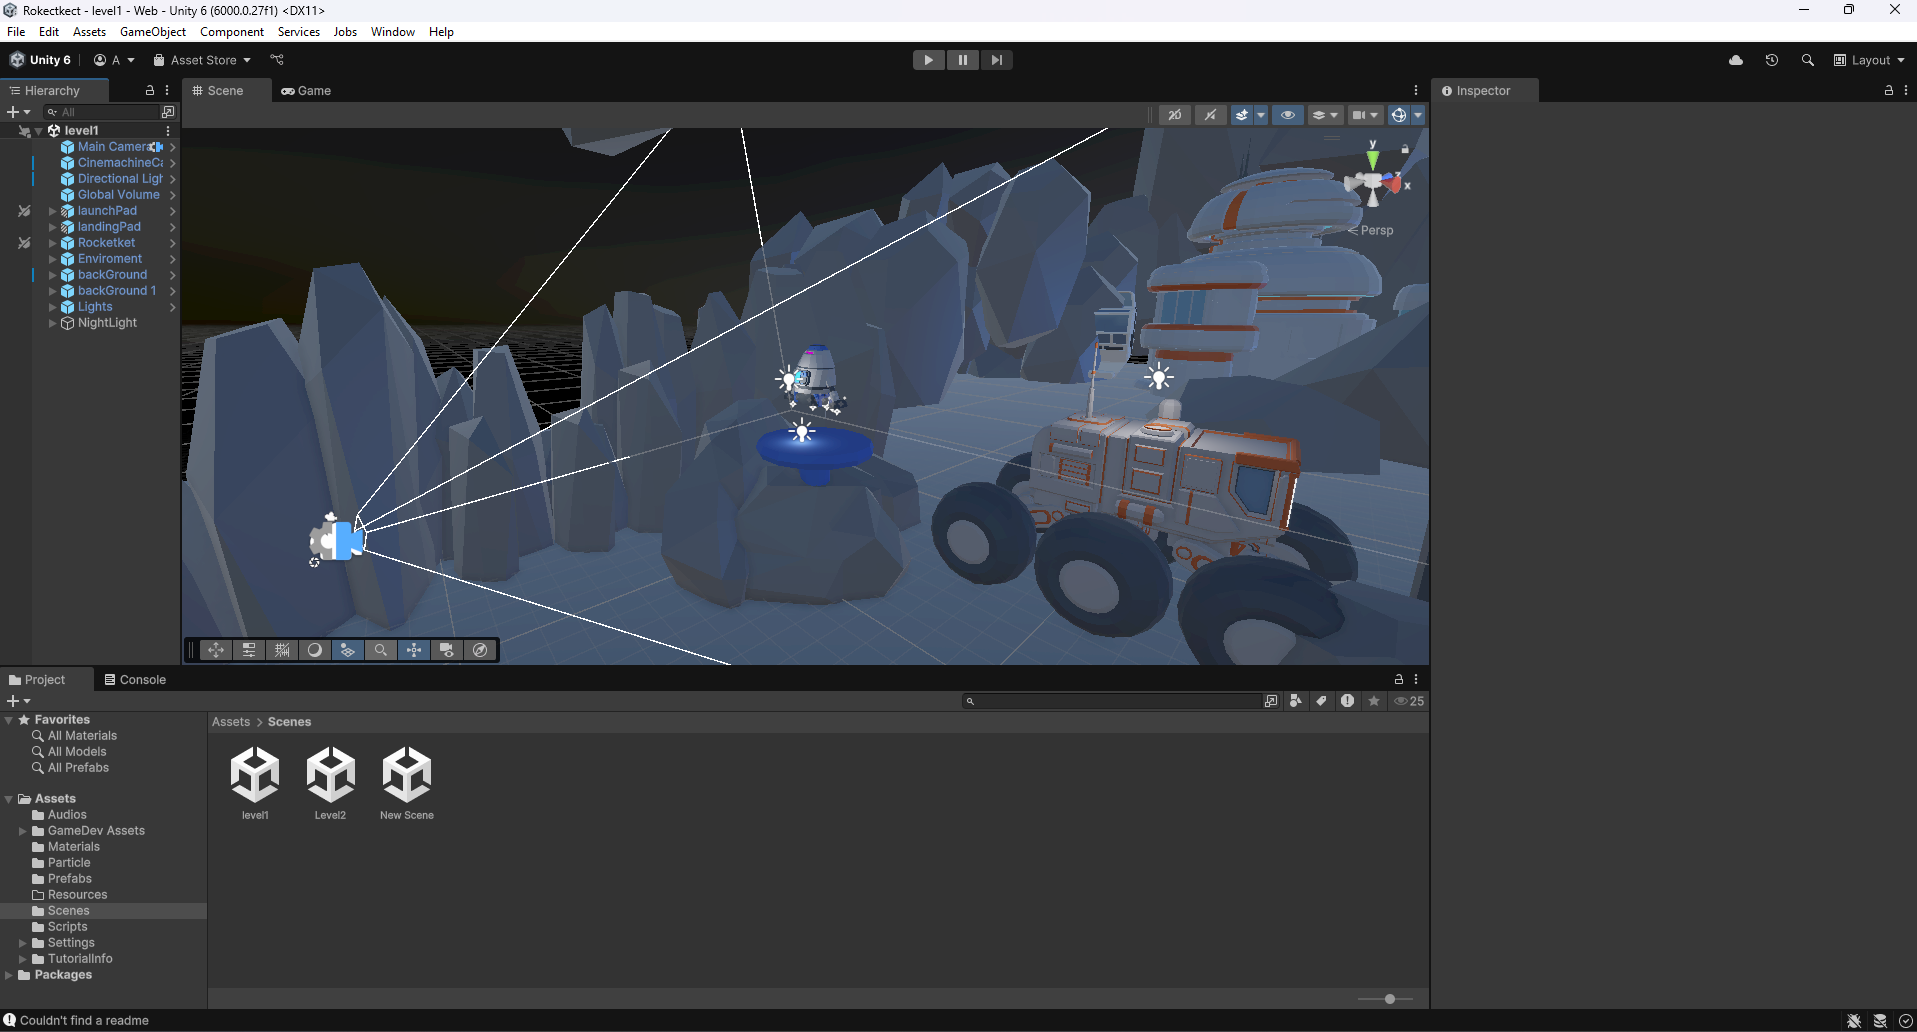 Rokectkect - level1 - Web - Unity 6 (6000.0.27f1) <DX11>
File Edit Assets GameObject Component Services Jobs Window Help
Unity 6 A Asset Store Layout
Hierarchy Scene Game Inspector
All
level1
Main Camera
CinemachineCa
Directional Ligh
Global Volume
launchPad
landingPad
Rocketket
Enviroment
backGround
backGround 1
Lights
NightLight
2D
y
z
x
< Persp
Project Console
25
Favorites
All Materials
All Models
All Prefabs
Assets
Audios
GameDev Assets
Materials
Particle
Prefabs
Resources
Scenes
Scripts
Settings
TutorialInfo
Packages
Assets > Scenes
level1 Level2 New Scene
Couldn't find a readme